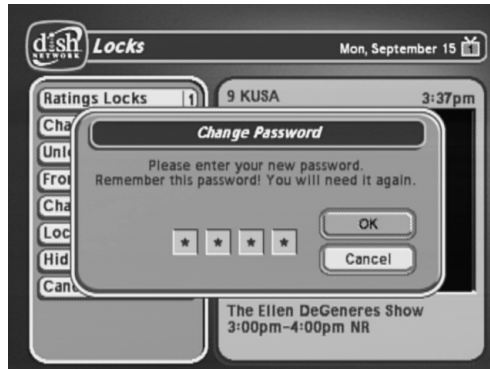 dish
NETWORK
Locks
Mon, September 15
1
Ratings Locks 1
9 KUSA 3:37pm
Cha
Unl
Fro
Cha
Loc
Hid
Canc
Change Password
Please enter your new password.
Remember this password! You will need it again.
* * * *
OK
Cancel
The Ellen DeGeneres Show
3:00pm-4:00pm NR